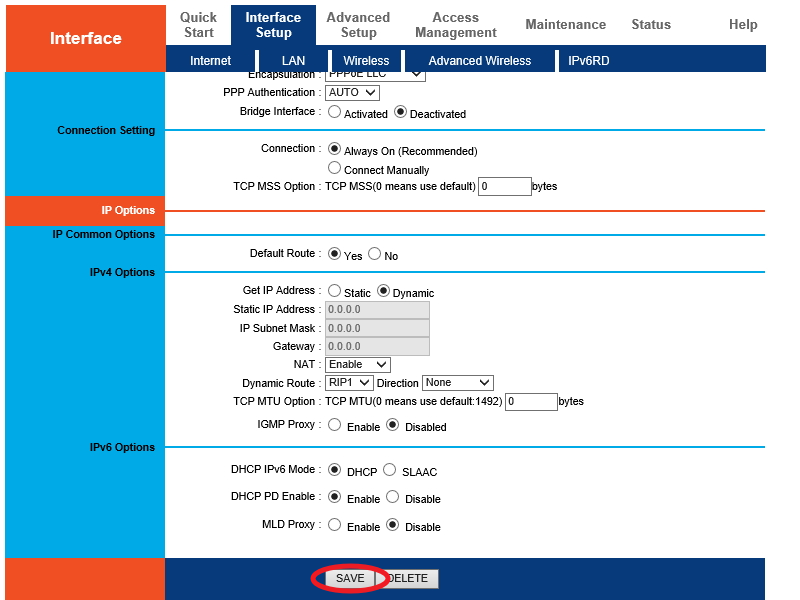 Interface
Quick Start
Interface Setup
Advanced Setup
Access Management
Maintenance
Status
Help
Internet
LAN
Wireless
Advanced Wireless
IPv6RD
Encapsulation : PPPoE LLC
PPP Authentication : AUTO
Bridge Interface : Activated Deactivated
Connection Setting
Connection : Always On (Recommended)
Connect Manually
TCP MSS Option : TCP MSS(0 means use default) 0 bytes
IP Options
IP Common Options
Default Route : Yes No
IPv4 Options
Get IP Address : Static Dynamic
Static IP Address : 0.0.0.0
IP Subnet Mask : 0.0.0.0
Gateway : 0.0.0.0
NAT : Enable
Dynamic Route : RIP1 Direction None
TCP MTU Option : TCP MTU(0 means use default:1492) 0 bytes
IGMP Proxy : Enable Disabled
IPv6 Options
DHCP IPv6 Mode : DHCP SLAAC
DHCP PD Enable : Enable Disable
MLD Proxy : Enable Disable
SAVE DELETE